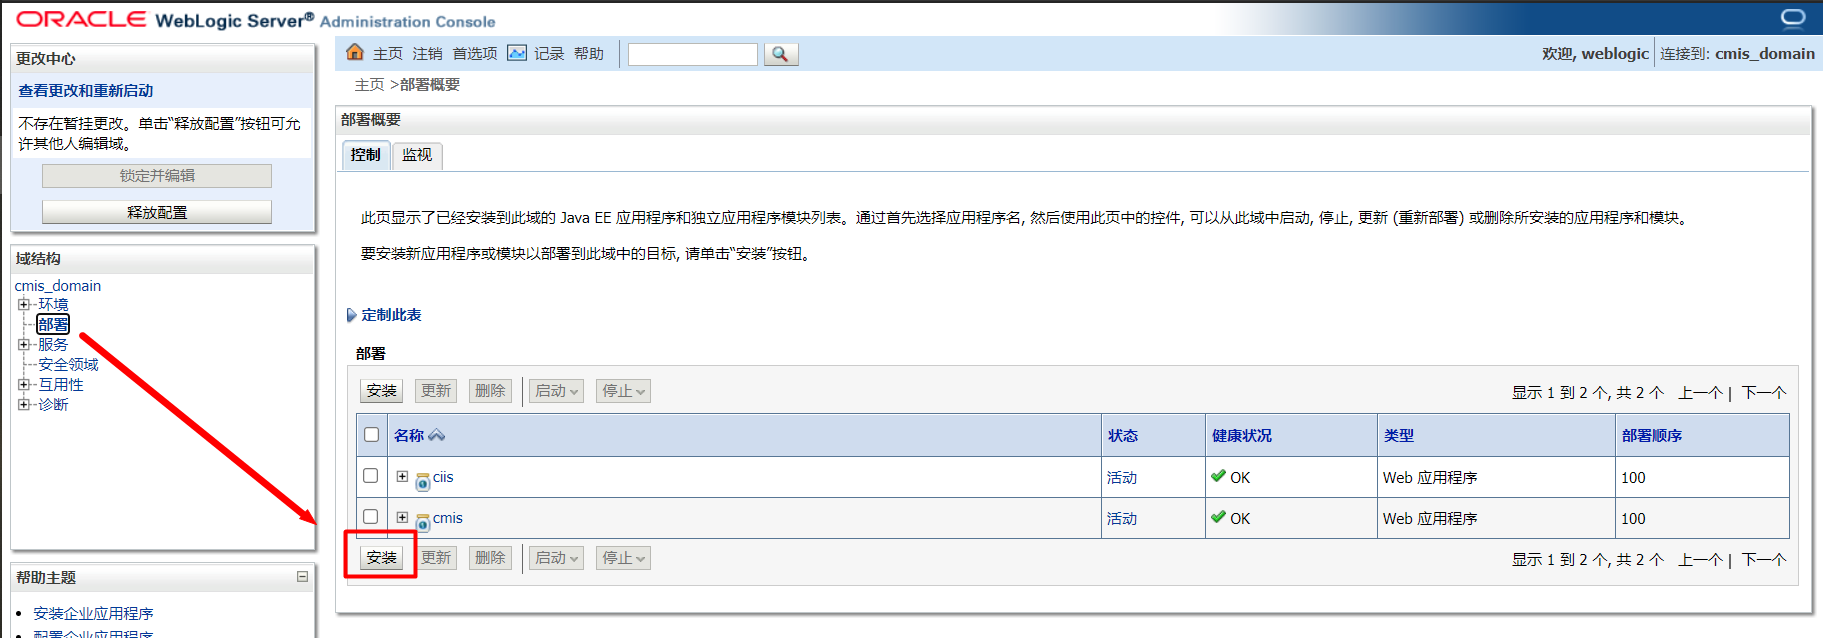 ORACLE WebLogic Server® Administration Console
更改中心
查看更改和重新启动
不存在暂挂更改。单击“释放配置”按钮可允
许其他人编辑域。
锁定并编辑
释放配置
域结构
cmis_domain
环境
部署
服务
安全领域
互用性
诊断
帮助主题
安装企业应用程序
配置企业应用程序
主页 注销 首选项 记录 帮助
欢迎, weblogic 连接到: cmis_domain
主页 >部署概要
部署概要
控制 监视
此页显示了已经安装到此域的 Java EE 应用程序和独立应用程序模块列表。通过首先选择应用程序名, 然后使用此页中的控件, 可以从此域中启动, 停止, 更新 (重新部署) 或删除所安装的应用程序和模块。
要安装新应用程序或模块以部署到此域中的目标, 请单击“安装”按钮。
定制此表
部署
安装 更新 删除 启动 停止 显示 1 到 2 个, 共 2 个 上一个 | 下一个
名称 状态 健康状况 类型 部署顺序
ciis 活动 OK Web 应用程序 100
cmis 活动 OK Web 应用程序 100
安装 更新 删除 启动 停止 显示 1 到 2 个, 共 2 个 上一个 | 下一个